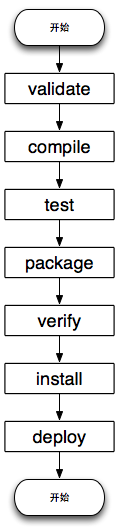 开始
validate
compile
test
package
verify
install
deploy
开始